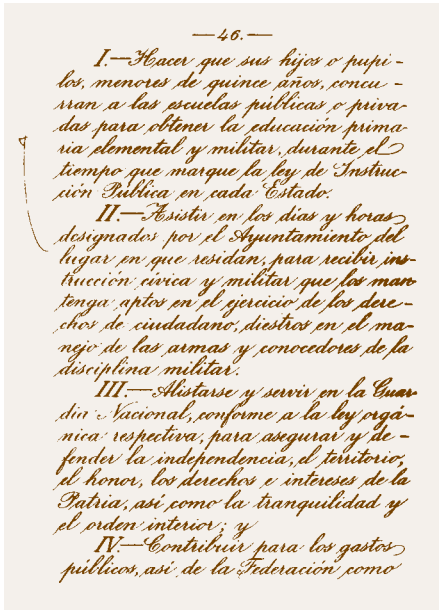 —46.—
I.—Hacer que sus hijos o pupi-
los, menores de quince años, concu-
rran a las escuelas públicas o priva-
das para obtener la educación prima-
ria elemental y militar, durante el
tiempo que marque la ley de Instruc-
ción Pública en cada Estado.
II.—Asistir en los dias y horas
designados por el Ayuntamiento del
lugar en que residan, para recibir ins-
trucción civica y militar que los man-
tenga aptos en el ejercicio de los dere-
chos de ciudadano, diestros en el ma-
nejo de las armas y conocedores de la
disciplina militar.
III.—Alistarse y servir en la Guar-
dia Nacional, conforme a la ley orgá-
nica respectiva, para asegurar y de-
fender la independencia, el territorio,
el honor, los derechos e intereses de la
Patria, así como la tranquilidad y
el orden interior; y
IV.—Contribuir para los gastos
públicos, así de la Federación como